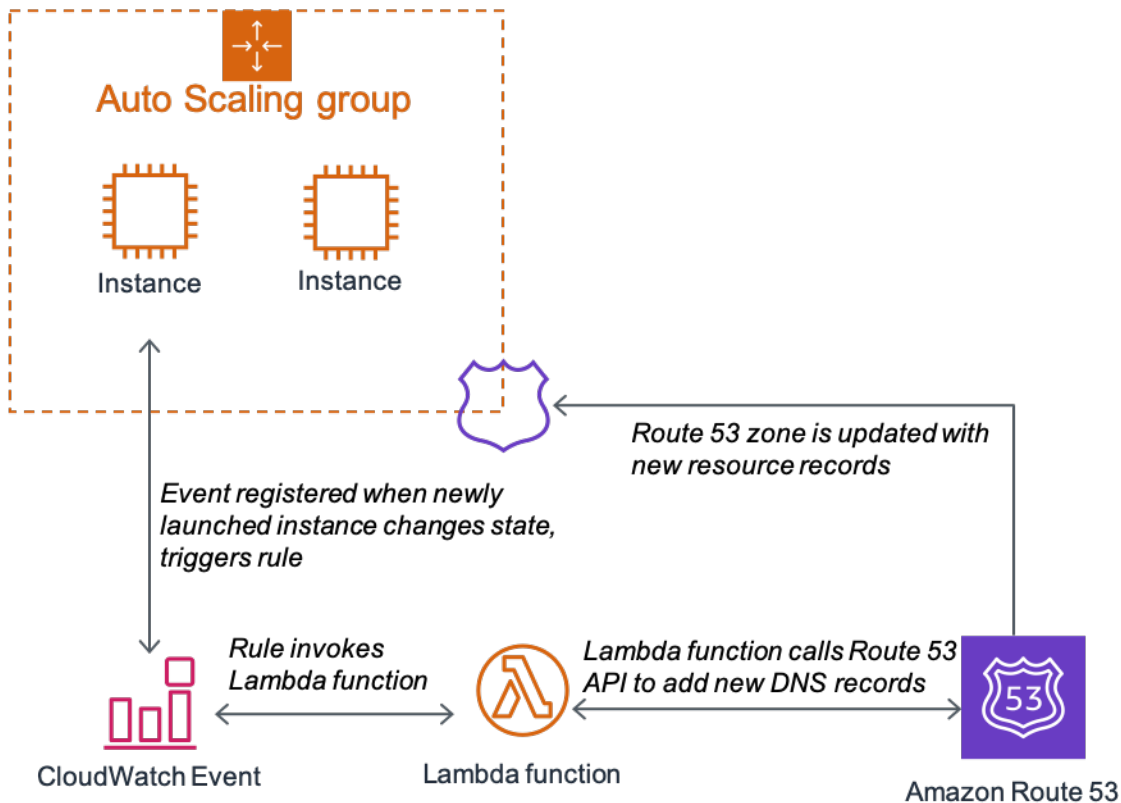 Auto Scaling group
Instance
Instance
Route 53 zone is updated with
new resource records
Event registered when newly
launched instance changes state,
triggers rule
Rule invokes
Lambda function
Lambda function calls Route 53
API to add new DNS records
53
CloudWatch Event
Lambda function
Amazon Route 53